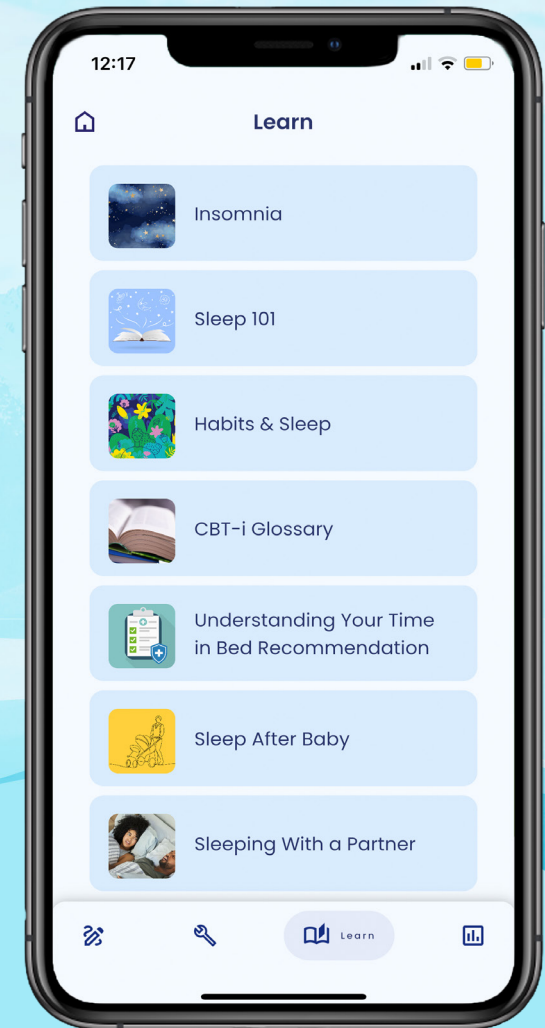 12:17
Learn
Insomnia
Sleep 101
Habits & Sleep
CBT-i Glossary
Understanding Your Time
in Bed Recommendation
Sleep After Baby
Sleeping With a Partner
Learn